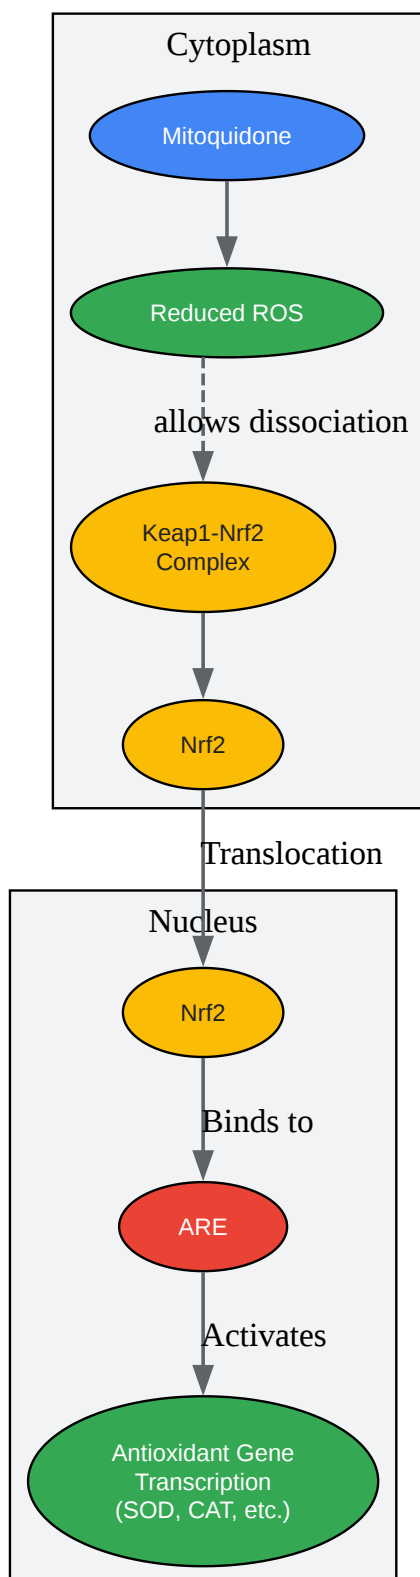 Cytoplasm
Mitoquidone
Reduced ROS
allows dissociation
Keap1-Nrf2
Complex
Nrf2
Translocation
Nucleus
Nrf2
Binds to
ARE
Activates
Antioxidant Gene
Transcription
(SOD, CAT, etc.)